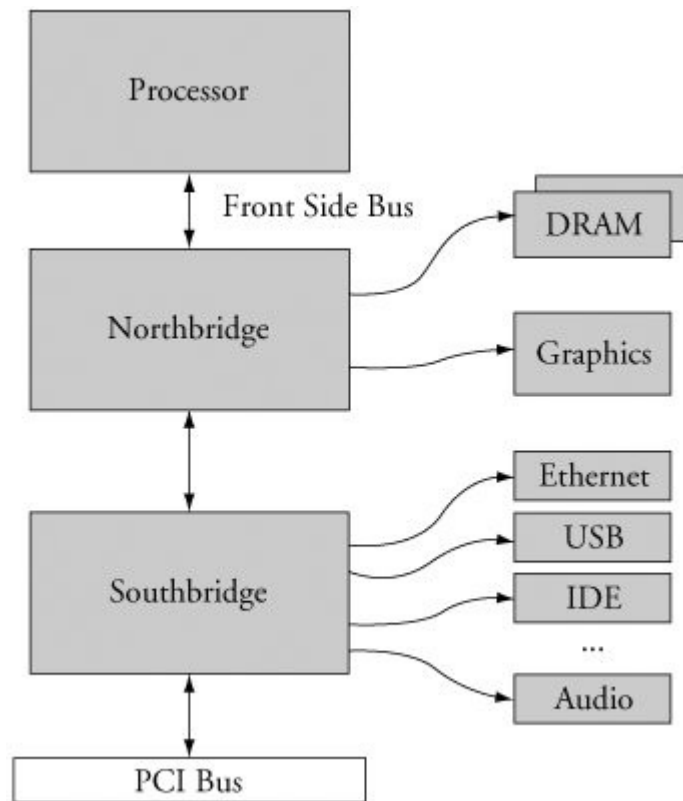 Processor
Front Side Bus
DRAM
Northbridge
Graphics
Ethernet
USB
Southbridge
IDE
...
Audio
PCI Bus